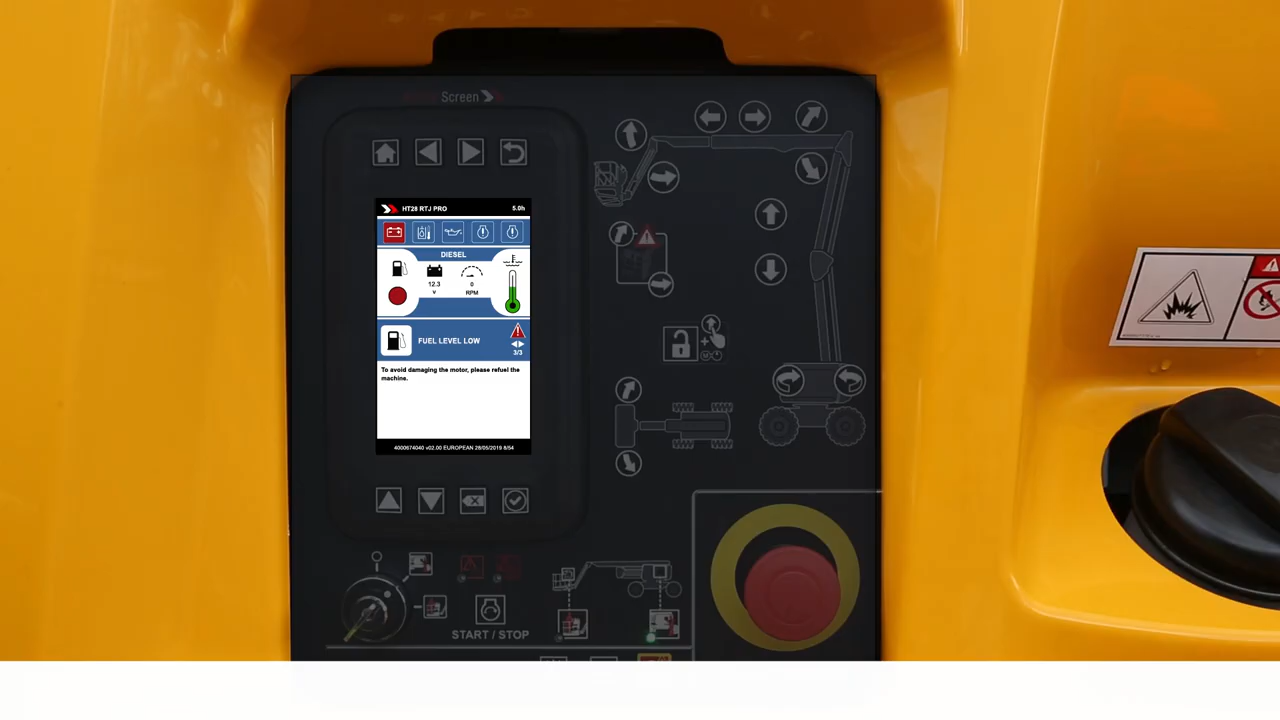 Screen
HT28 RTJ PRO 5.0h
DIESEL
12.3
V
0
RPM
FUEL LEVEL LOW
3/3
To avoid damaging the motor, please refuel the
machine.
4000674040 v02.00 EUROPEAN 28/05/2019 8/54
START / STOP